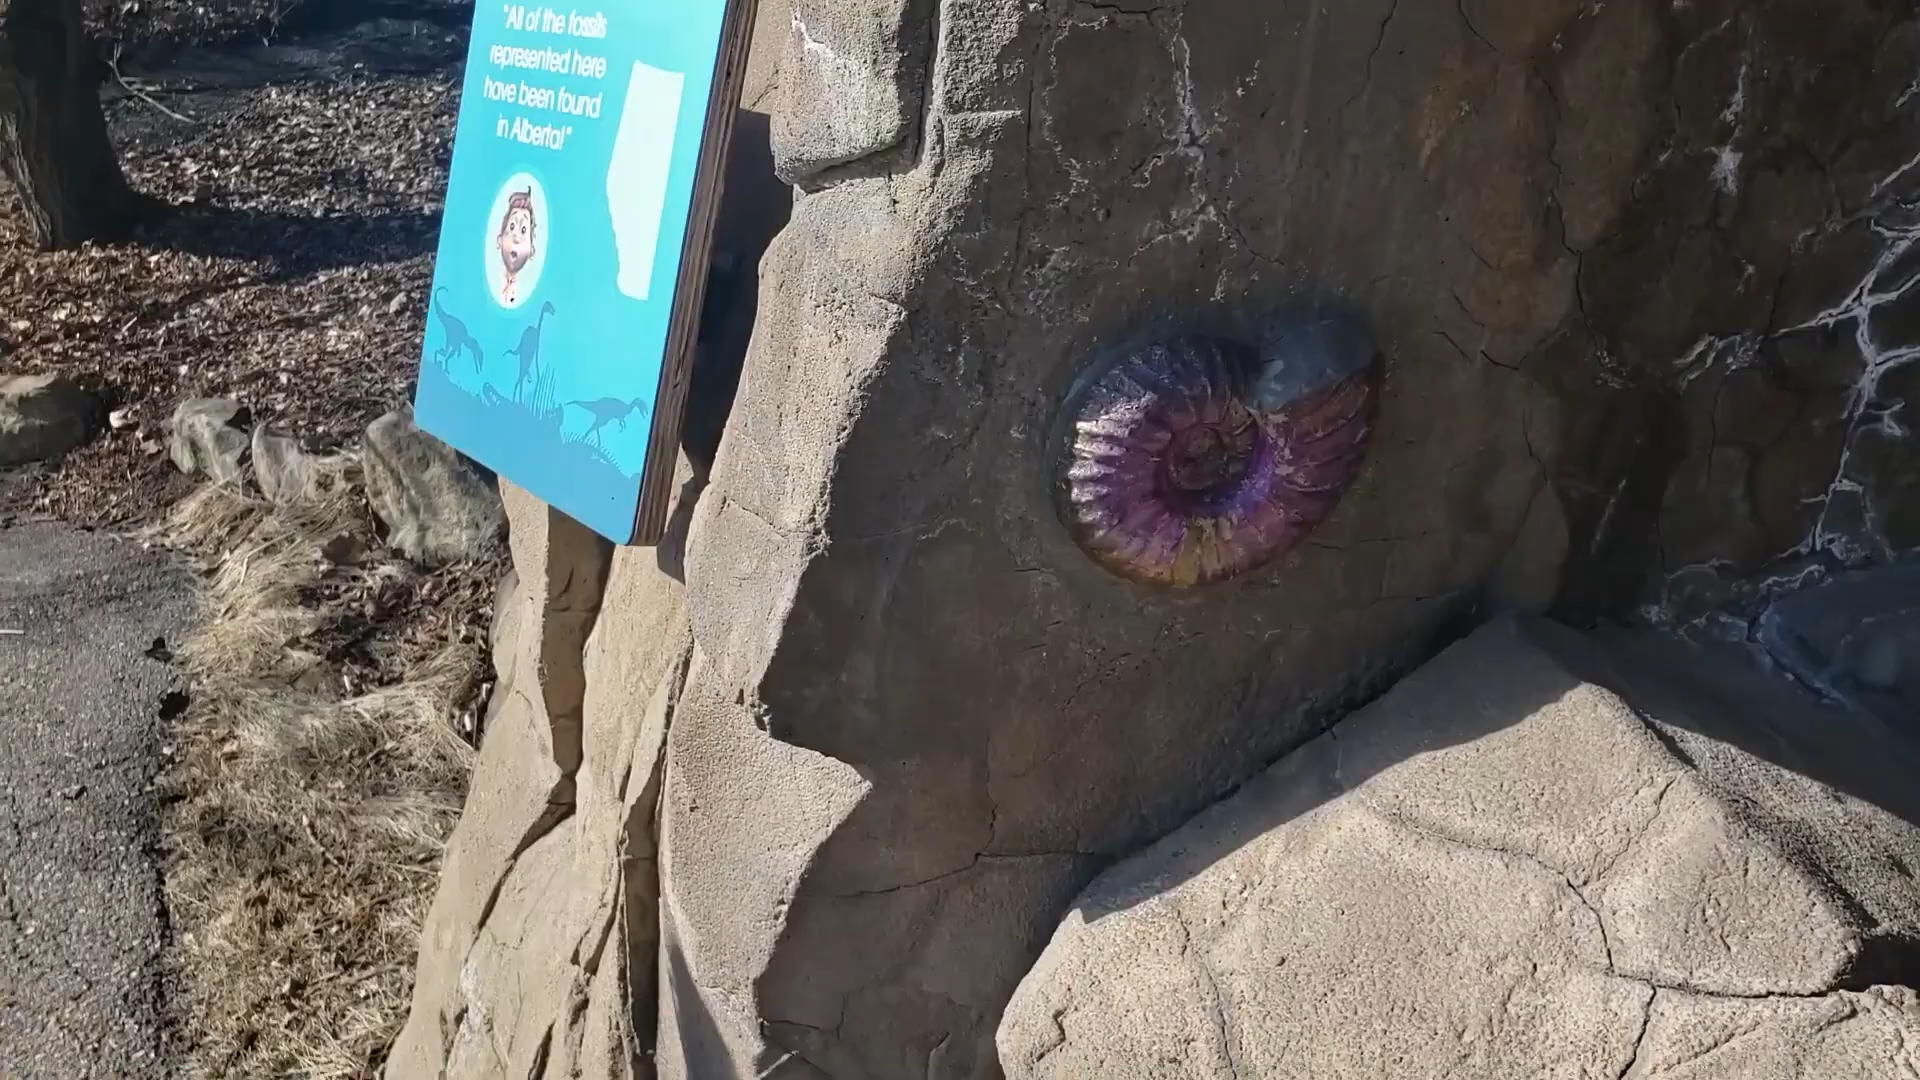 "All of the fossils
represented here
have been found
in Alberta!"